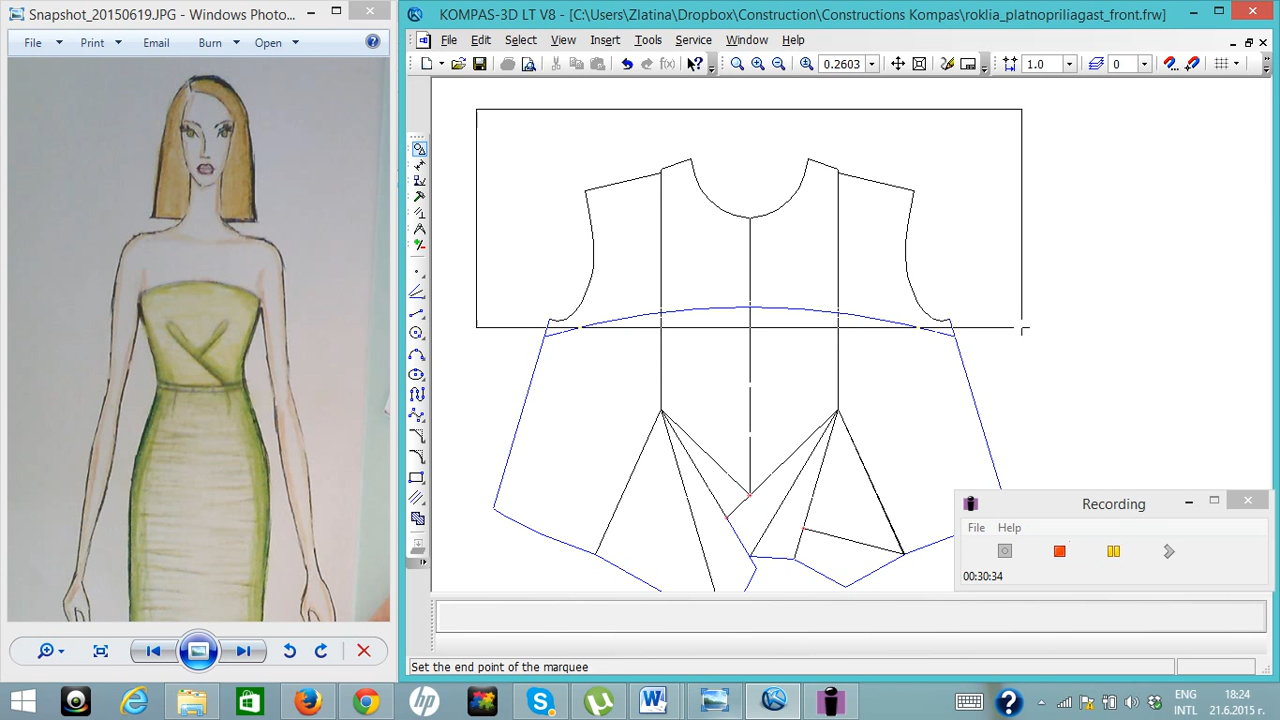 Snapshot_20150619.JPG - Windows Photo...
File Print Email Burn Open
KOMPAS-3D LT V8 - [C:\Users\Zlatina\Dropbox\Construction\Constructions Kompas\roklia_platnopriliagast_front.frw]
File Edit Select View Insert Tools Service Window Help
f(x) 0.2603 1.0 0
Recording
File Help
00:30:34
Set the end point of the marquee
hp W
ENG 18:24
INTL 21.6.2015 г.